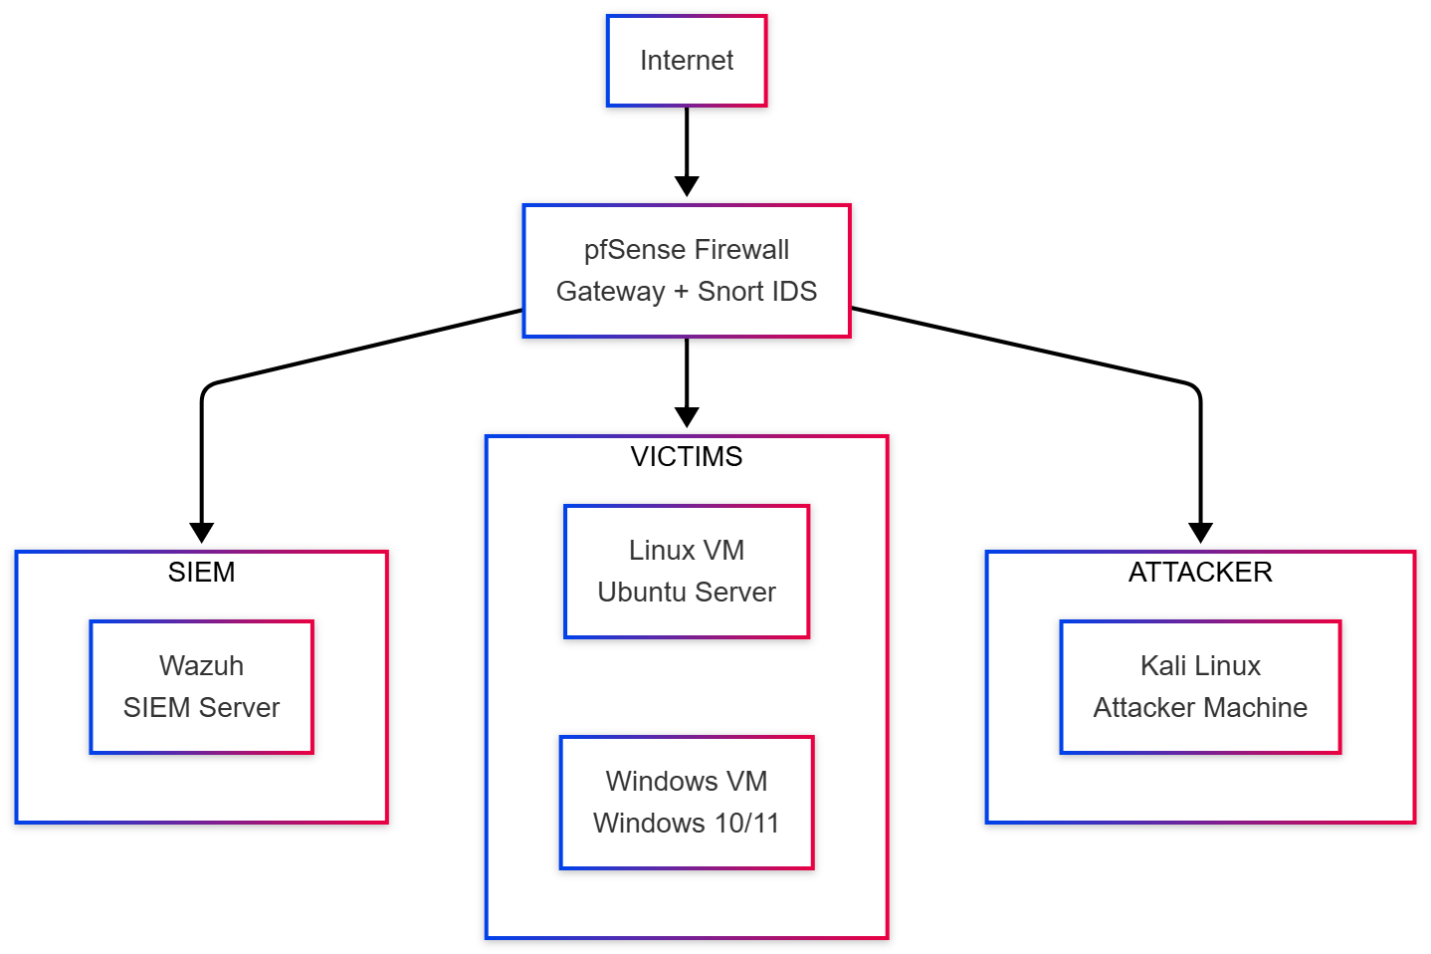 Internet
pfSense Firewall
Gateway + Snort IDS
SIEM
Wazuh
SIEM Server
VICTIMS
Linux VM
Ubuntu Server
Windows VM
Windows 10/11
ATTACKER
Kali Linux
Attacker Machine